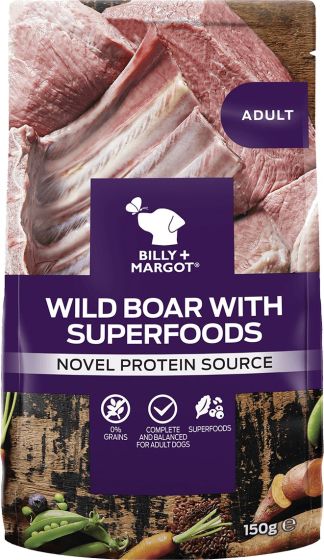 ADULT
BILLY +
MARGOT®
WILD BOAR WITH
SUPERFOODS
NOVEL PROTEIN SOURCE
0%
GRAINS
COMPLETE
AND BALANCED
FOR ADULT DOGS
SUPERFOODS
150g ℮